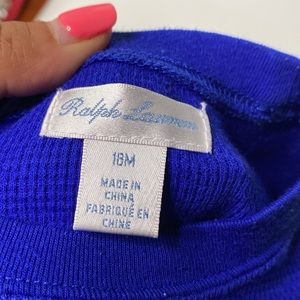 Ralph Lauren
18M
MADE IN
CHINA
FABRIQUÉ EN
CHINE